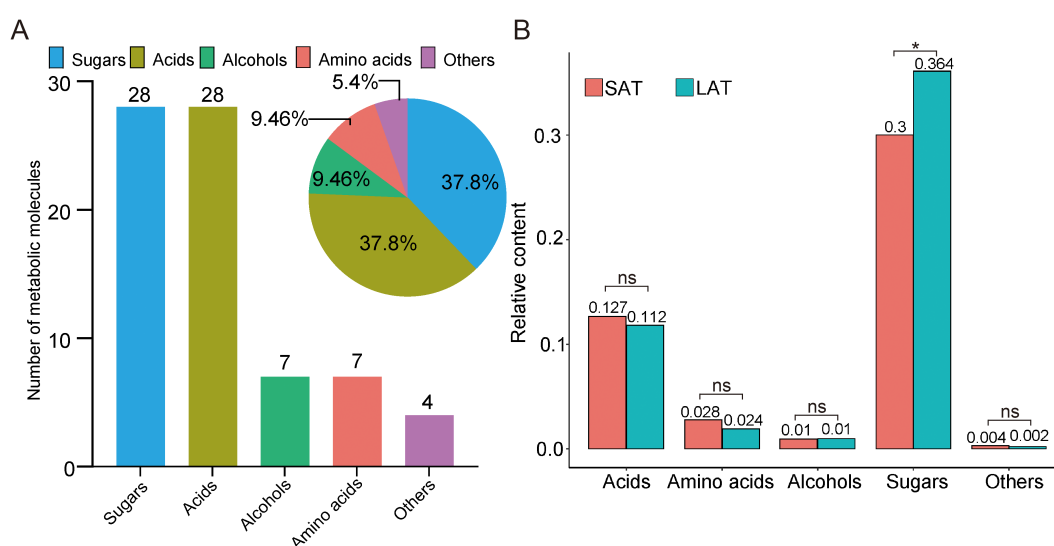 A
Sugars Acids Alcohols Amino acids Others
Number of metabolic molecules
30
20
10
0
28
28
7
7
4
5.4%
9.46%
9.46%
37.8%
37.8%
Sugars
Acids
Alcohols
Amino acids
Others
B
SAT LAT
Relative content
0.3
0.2
0.1
0.0
ns
0.127
0.112
ns
0.028
0.024
ns
0.01
0.01
*
0.3
0.364
ns
0.004
0.002
Acids
Amino acids
Alcohols
Sugars
Others